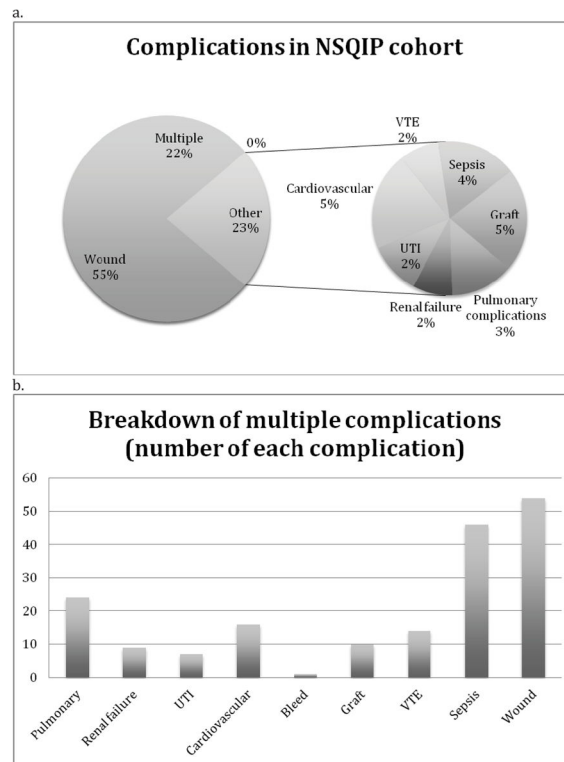 a.
Complications in NSQIP cohort
Multiple
22%
0%
Other
23%
Wound
55%
VTE
2%
Sepsis
4%
Cardiovascular
5%
Graft
5%
UTI
2%
Renal failure
2%
Pulmonary
complications
3%
b.
Breakdown of multiple complications
(number of each complication)
60
50
40
30
20
10
0
Pulmonary
Renal failure
UTI
Cardiovascular
Bleed
Graft
VTE
Sepsis
Wound